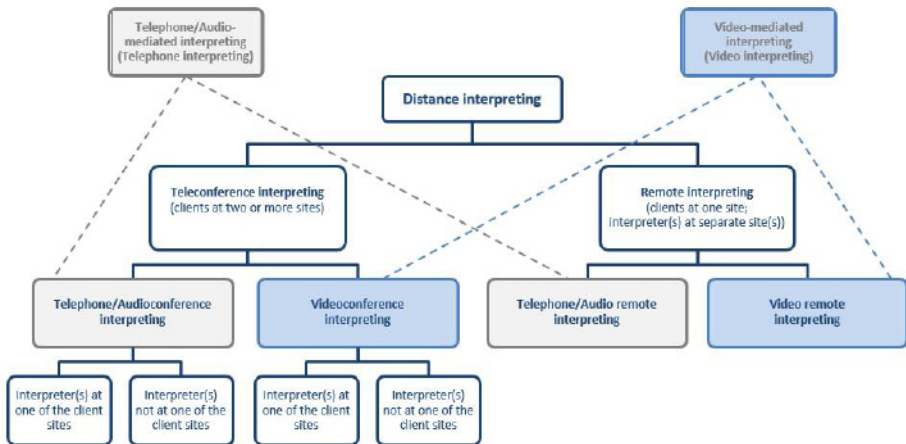 Telephone/Audio-
mediated interpreting
(Telephone interpreting)
Video-mediated
interpreting
(Video interpreting)
Distance interpreting
Teleconference interpreting
(clients at two or more sites)
Remote interpreting
(clients at one site;
interpreter(s) at separate site(s))
Telephone/Audioconference
interpreting
Videoconference
interpreting
Telephone/Audio remote
interpreting
Video remote
interpreting
Interpreter(s) at
one of the client
sites
Interpreter(s)
not at one of the
client sites
Interpreter(s) at
one of the client
sites
Interpreter(s)
not at one of the
client sites